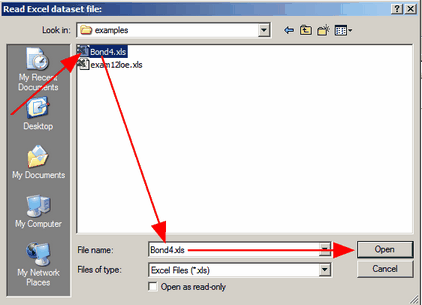 Read Excel dataset file:
Look in: examples
Bond4.xls
exam12loe.xls
My Recent
Documents
Desktop
My Documents
My Computer
My Network
Places
File name: Bond4.xls Open
Files of type: Excel Files (*.xls) Cancel
Open as read-only